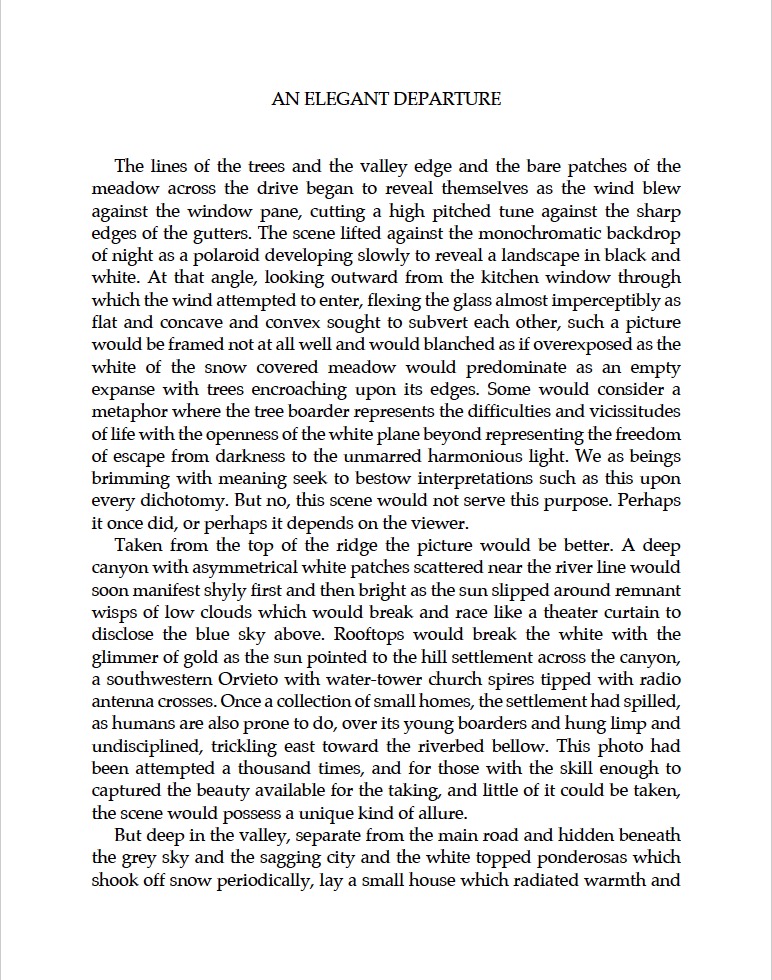 AN ELEGANT DEPARTURE
The lines of the trees and the valley edge and the bare patches of the
meadow across the drive began to reveal themselves as the wind blew
against the window pane, cutting a high pitched tune against the sharp
edges of the gutters. The scene lifted against the monochromatic backdrop
of night as a polaroid developing slowly to reveal a landscape in black and
white. At that angle, looking outward from the kitchen window through
which the wind attempted to enter, flexing the glass almost imperceptibly as
flat and concave and convex sought to subvert each other, such a picture
would be framed not at all well and would blanched as if overexposed as the
white of the snow covered meadow would predominate as an empty
expanse with trees encroaching upon its edges. Some would consider a
metaphor where the tree boarder represents the difficulties and vicissitudes
of life with the openness of the white plane beyond representing the freedom
of escape from darkness to the unmarred harmonious light. We as beings
brimming with meaning seek to bestow interpretations such as this upon
every dichotomy. But no, this scene would not serve this purpose. Perhaps
it once did, or perhaps it depends on the viewer.
Taken from the top of the ridge the picture would be better. A deep
canyon with asymmetrical white patches scattered near the river line would
soon manifest shyly first and then bright as the sun slipped around remnant
wisps of low clouds which would break and race like a theater curtain to
disclose the blue sky above. Rooftops would break the white with the
glimmer of gold as the sun pointed to the hill settlement across the canyon,
a southwestern Orvieto with water-tower church spires tipped with radio
antenna crosses. Once a collection of small homes, the settlement had spilled,
as humans are also prone to do, over its young boarders and hung limp and
undisciplined, trickling east toward the riverbed bellow. This photo had
been attempted a thousand times, and for those with the skill enough to
captured the beauty available for the taking, and little of it could be taken,
the scene would possess a unique kind of allure.
But deep in the valley, separate from the main road and hidden beneath
the grey sky and the sagging city and the white topped ponderosas which
shook off snow periodically, lay a small house which radiated warmth and